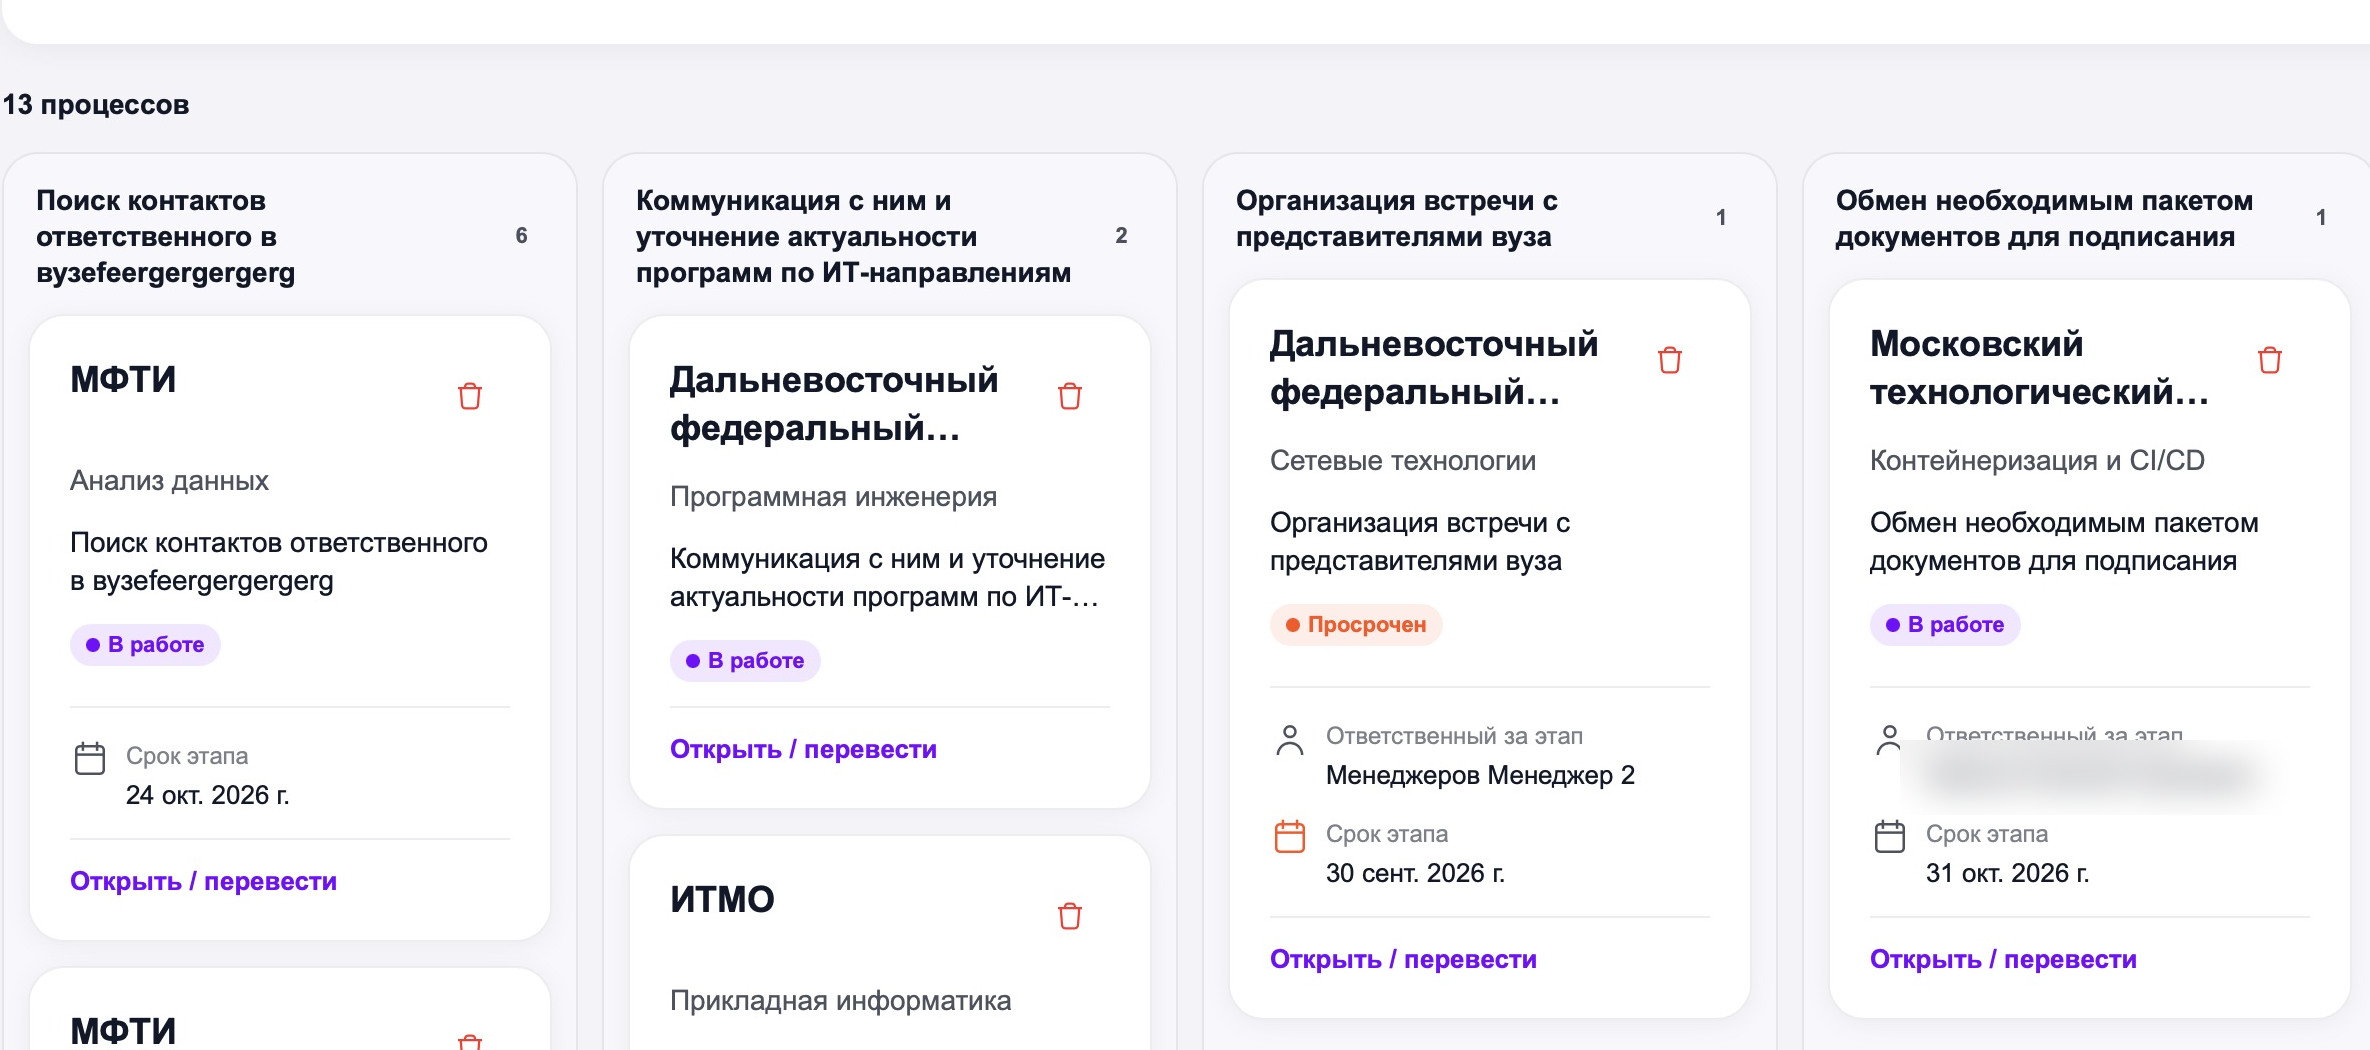 13 процессов
Поиск контактов
ответственного в
вузefeergergergerg
6
МФТИ
Анализ данных
Поиск контактов ответственного
в вузefeergergergerg
В работе
Срок этапа
24 окт. 2026 г.
Открыть / перевести
МФТИ
Коммуникация с ним и
уточнение актуальности
программ по ИТ-направлениям
2
Дальневосточный
федеральный...
Программная инженерия
Коммуникация с ним и уточнение
актуальности программ по ИТ-...
В работе
Открыть / перевести
ИТМО
Прикладная информатика
Организация встречи с
представителями вуза
1
Дальневосточный
федеральный...
Сетевые технологии
Организация встречи с
представителями вуза
Просрочен
Ответственный за этап
Менеджеров Менеджер 2
Срок этапа
30 сент. 2026 г.
Открыть / перевести
Обмен необходимым пакетом
документов для подписания
1
Московский
технологический...
Контейнеризация и CI/CD
Обмен необходимым пакетом
документов для подписания
В работе
Ответственный за этап
Срок этапа
31 окт. 2026 г.
Открыть / перевести